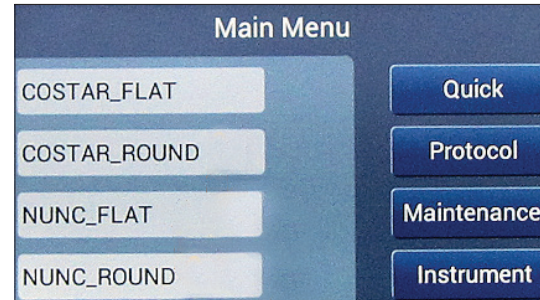 Main Menu
COSTAR_FLAT
Quick
COSTAR_ROUND
Protocol
NUNC_FLAT
Maintenance
NUNC_ROUND
Instrument